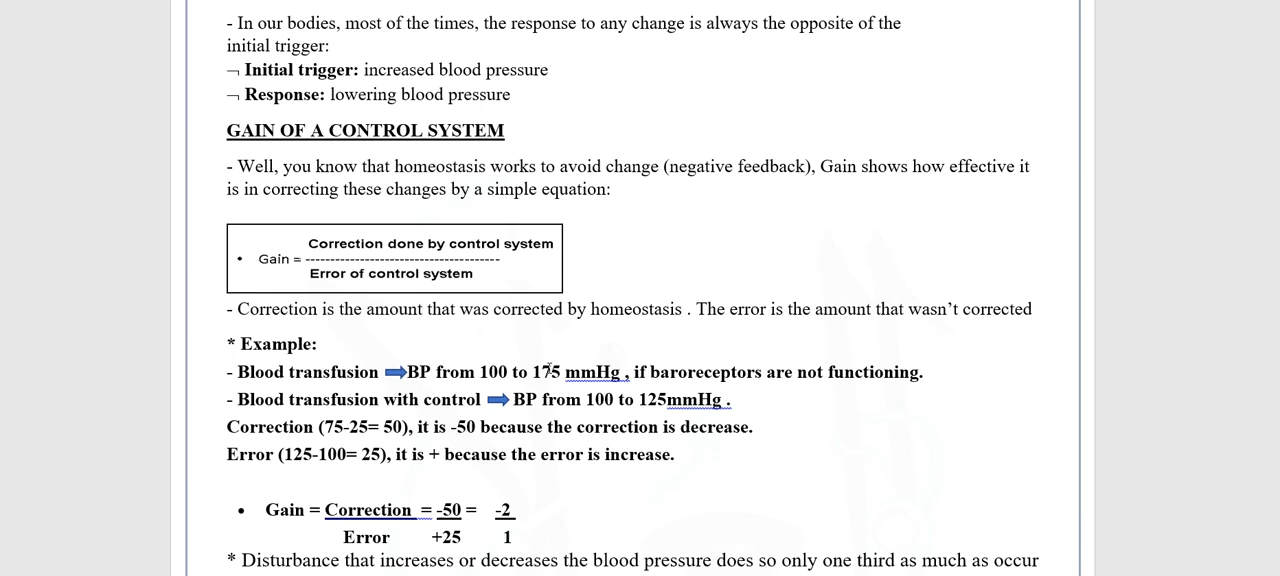 - In our bodies, most of the times, the response to any change is always the opposite of the
initial trigger:
¬ Initial trigger: increased blood pressure
¬ Response: lowering blood pressure
GAIN OF A CONTROL SYSTEM
- Well, you know that homeostasis works to avoid change (negative feedback), Gain shows how effective it
is in correcting these changes by a simple equation:
Correction done by control system
• Gain = ---------------------------------------
Error of control system
- Correction is the amount that was corrected by homeostasis . The error is the amount that wasn’t corrected
* Example:
- Blood transfusion ➡BP from 100 to 175 mmHg , if baroreceptors are not functioning.
- Blood transfusion with control ➡ BP from 100 to 125mmHg .
Correction (75-25= 50), it is -50 because the correction is decrease.
Error (125-100= 25), it is + because the error is increase.
• Gain = Correction = -50 = -2
Error +25 1
* Disturbance that increases or decreases the blood pressure does so only one third as much as occur